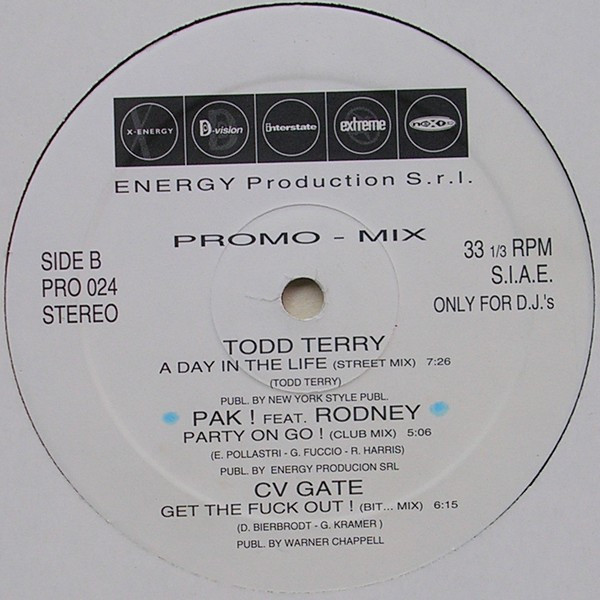 X-ENERGY D-vision interstate extreme
ENERGY Production S.r.l.
PROMO - MIX
SIDE B
PRO 024
STEREO
33 1/3 RPM
S.I.A.E.
ONLY FOR D.J.'s
TODD TERRY
A DAY IN THE LIFE (STREET MIX) 7:26
(TODD TERRY)
PUBL. BY NEW YORK STYLE PUBL.
PAK ! FEAT. RODNEY
PARTY ON GO ! (CLUB MIX) 5:06
(E. POLLASTRI - G. FUCCIO - R. HARRIS)
PUBL. BY ENERGY PRODUCION SRL
CV GATE
GET THE FUCK OUT ! (BIT... MIX) 6:15
(D. BIERBRODT - G. KRAMER )
PUBL. BY WARNER CHAPPELL